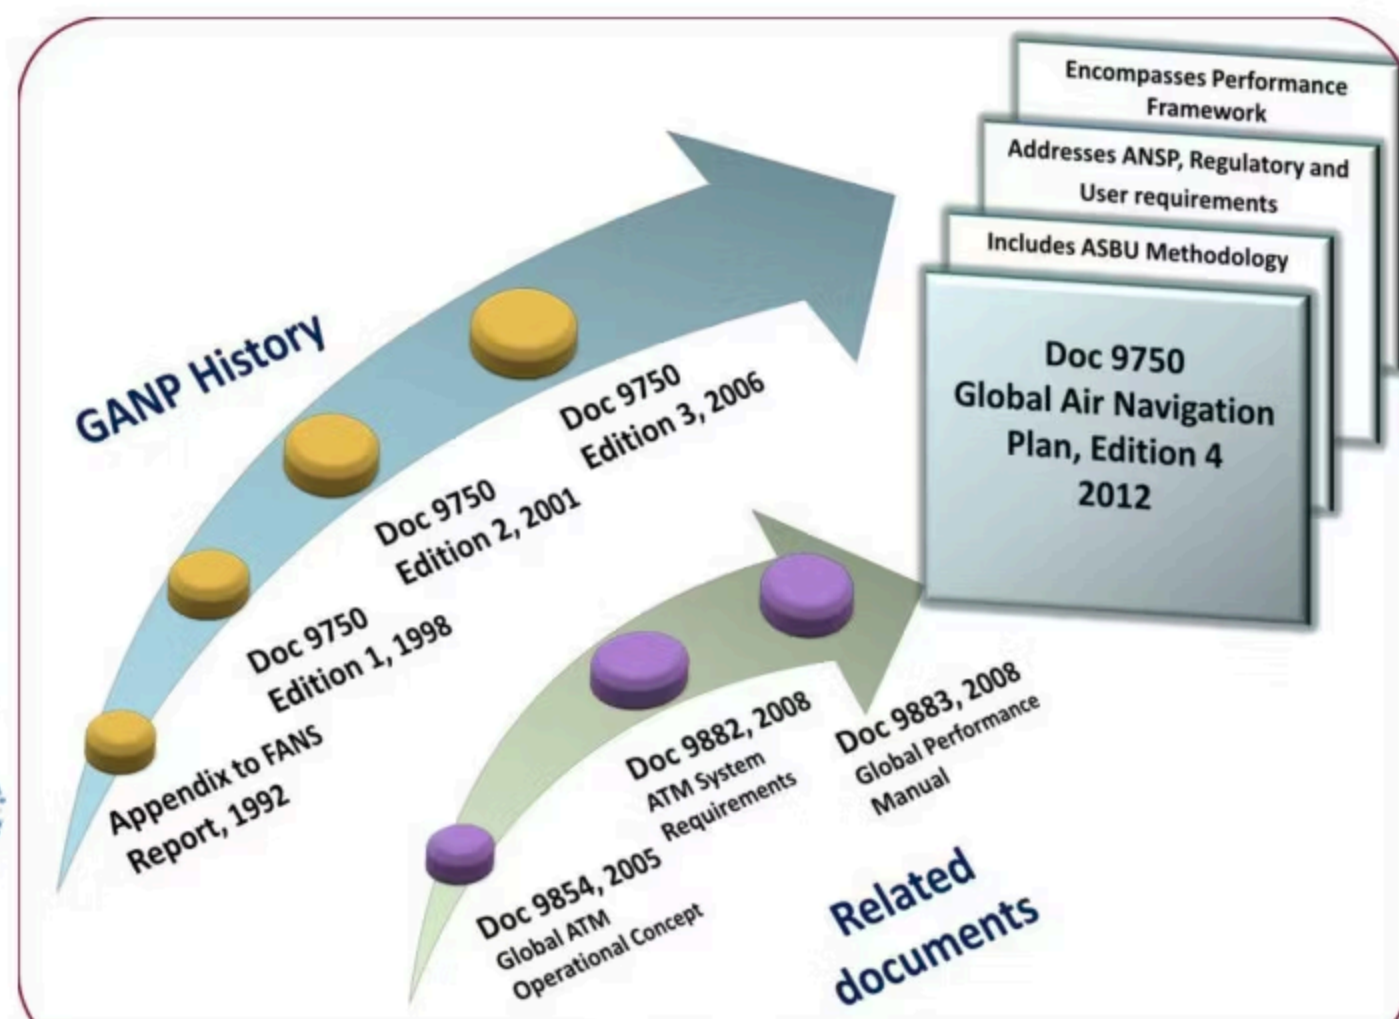 Encompasses Performance
Framework
Addresses ANSP, Regulatory and
User requirements
Includes ASBU Methodology
Doc 9750
Global Air Navigation
Plan, Edition 4
2012
GANP History
Doc 9750
Edition 3, 2006
Doc 9750
Edition 2, 2001
Doc 9750
Edition 1, 1998
Appendix to FANS
Report, 1992
Doc 9883, 2008
Global Performance
Manual
Doc 9882, 2008
ATM System
Requirements
Doc 9854, 2005
Global ATM
Operational Concept
Related
documents